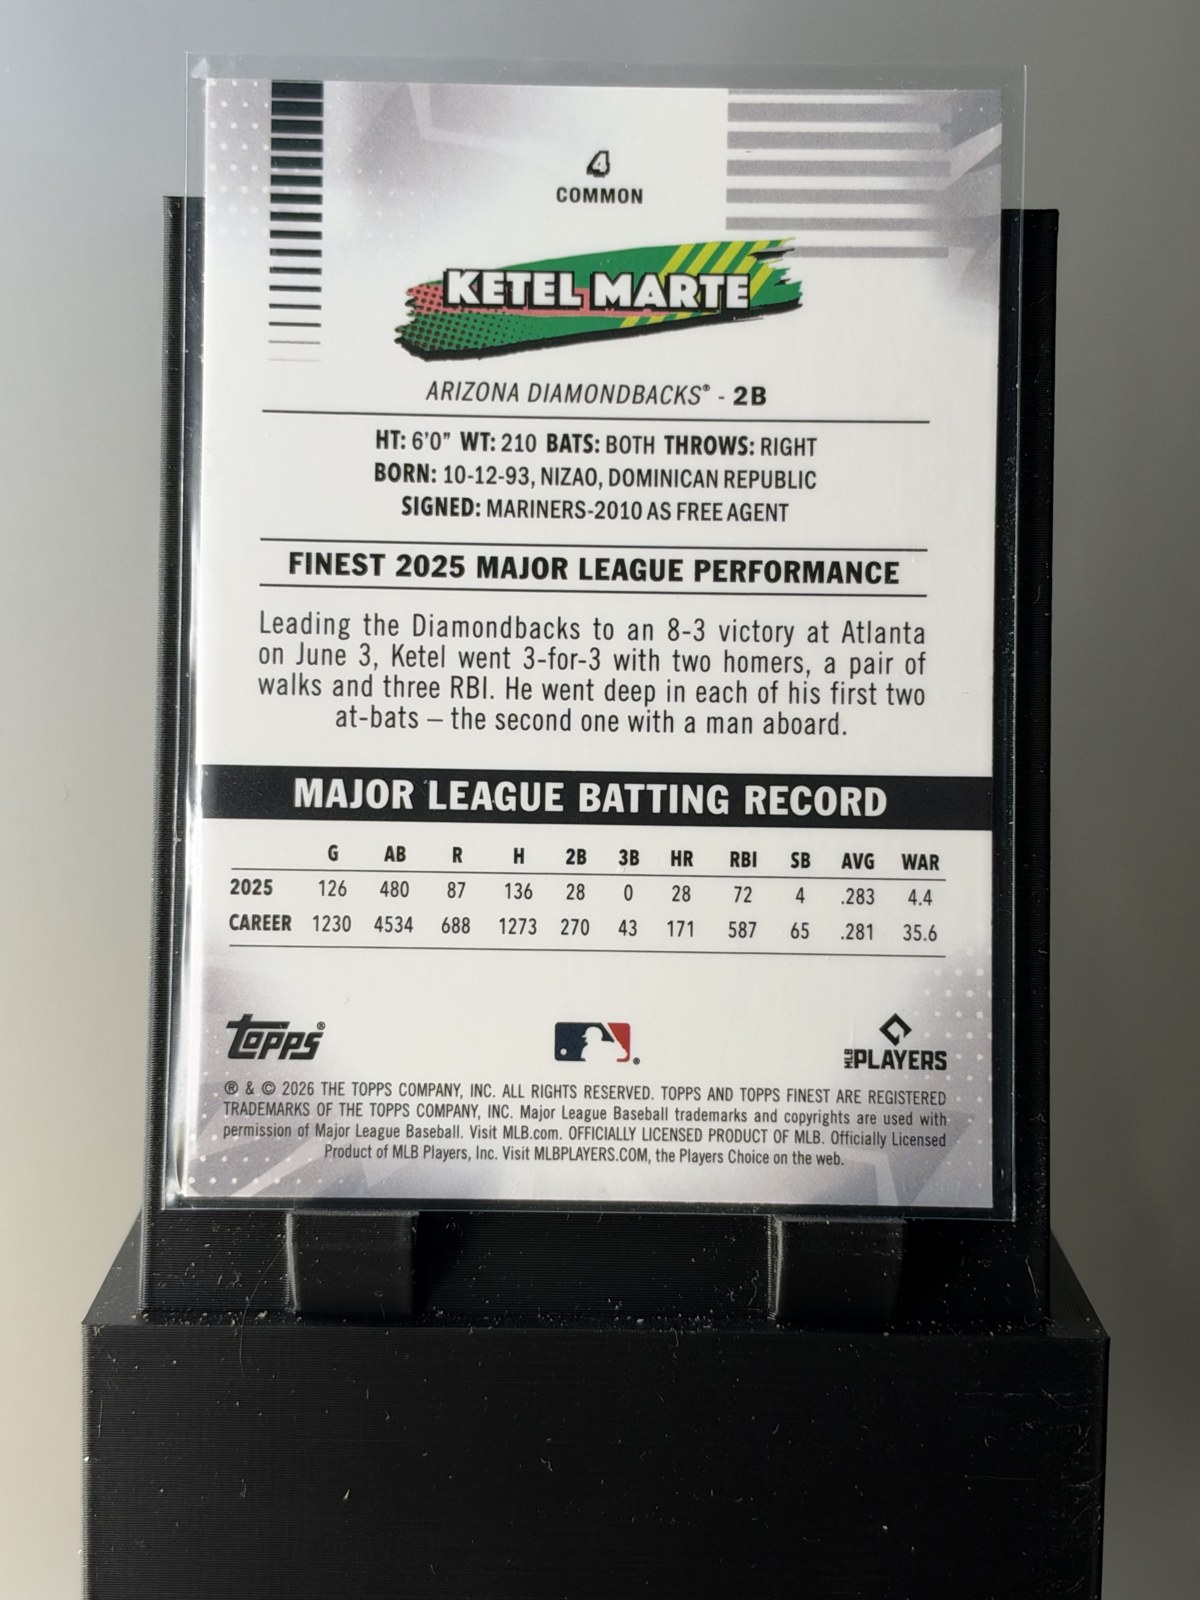 4
COMMON
KETEL MARTE
ARIZONA DIAMONDBACKS® - 2B
HT: 6'0" WT: 210 BATS: BOTH THROWS: RIGHT
BORN: 10-12-93, NIZAO, DOMINICAN REPUBLIC
SIGNED: MARINERS-2010 AS FREE AGENT
FINEST 2025 MAJOR LEAGUE PERFORMANCE
Leading the Diamondbacks to an 8-3 victory at Atlanta
on June 3, Ketel went 3-for-3 with two homers, a pair of
walks and three RBI. He went deep in each of his first two
at-bats – the second one with a man aboard.
MAJOR LEAGUE BATTING RECORD
G AB R H 2B 3B HR RBI SB AVG WAR
2025 126 480 87 136 28 0 28 72 4 .283 4.4
CAREER 1230 4534 688 1273 270 43 171 587 65 .281 35.6
Topps® ® MLB PLAYERS
® & © 2026 THE TOPPS COMPANY, INC. ALL RIGHTS RESERVED. TOPPS AND TOPPS FINEST ARE REGISTERED
TRADEMARKS OF THE TOPPS COMPANY, INC. Major League Baseball trademarks and copyrights are used with
permission of Major League Baseball. Visit MLB.com. OFFICIALLY LICENSED PRODUCT OF MLB. Officially Licensed
Product of MLB Players, Inc. Visit MLBPLAYERS.COM, the Players Choice on the web.